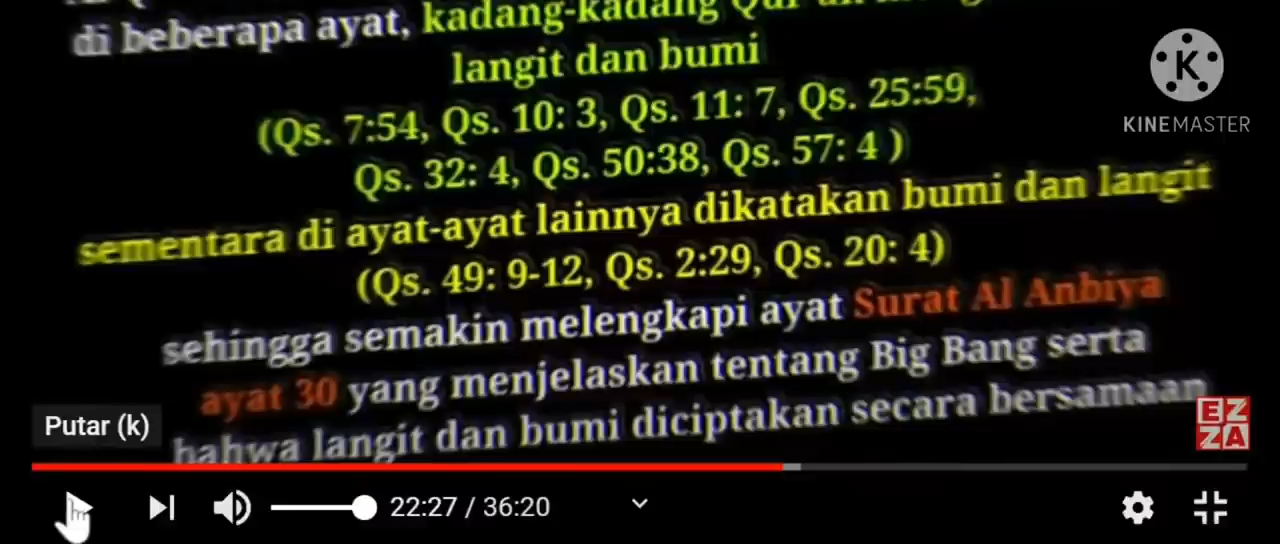 di beberapa ayat, kadang-kadang
langit dan bumi
(Qs. 7:54, Qs. 10: 3, Qs. 11: 7, Qs. 25:59,
Qs. 32: 4, Qs. 50:38, Qs. 57: 4 )
sementara di ayat-ayat lainnya dikatakan bumi dan langit
(Qs. 49: 9-12, Qs. 2:29, Qs. 20: 4)
sehingga semakin melengkapi ayat Surat Al Anbiya
ayat 30 yang menjelaskan tentang Big Bang serta
bahwa langit dan bumi diciptakan secara bersamaan
K
KINEMASTER
EZ
ZA
Putar (k)
22:27 / 36:20